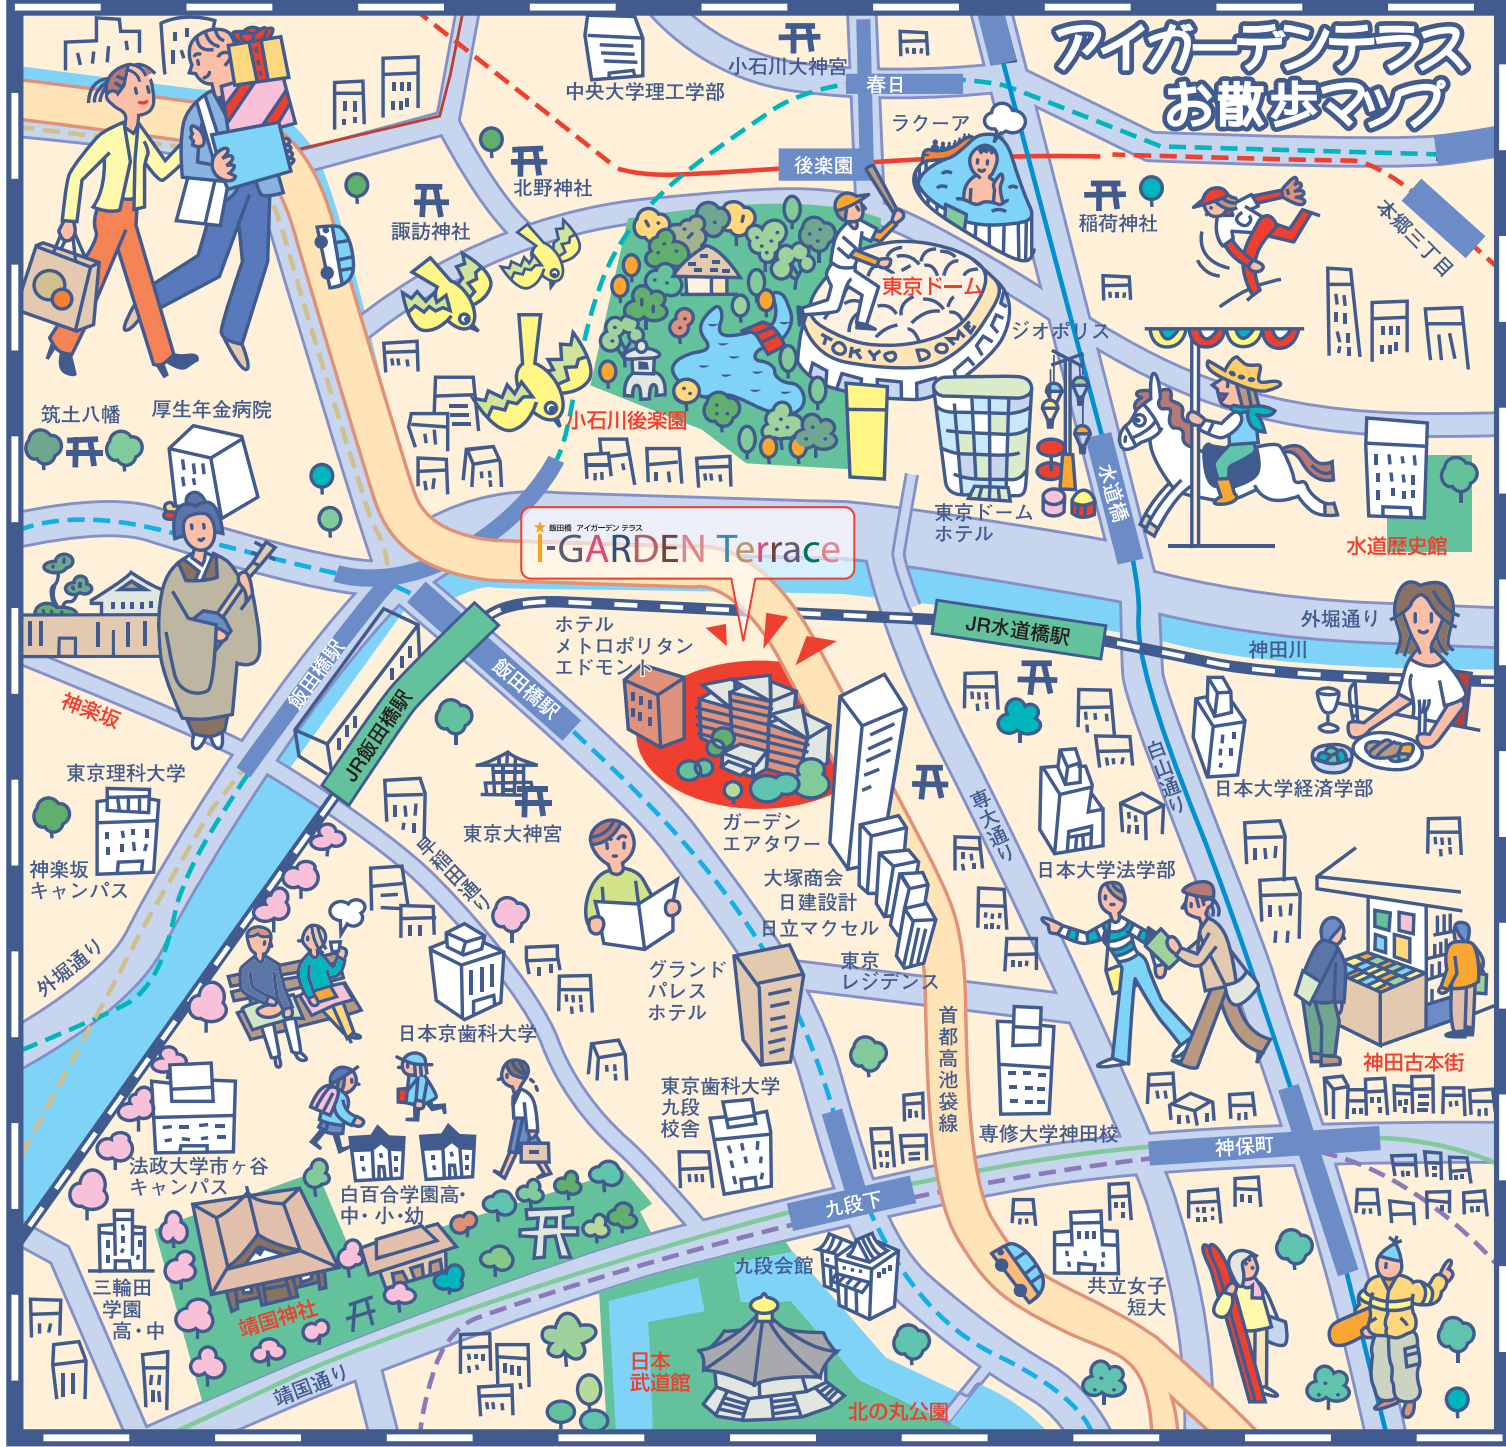 アイガーデンテラス
お散歩マップ
中央大学理工学部
小石川大神宮
春日
ラクーア
後楽園
北野神社
諏訪神社
稲荷神社
本郷三丁目
東京ドーム
TOKYO DOME
ジオポリス
小石川後楽園
筑土八幡
厚生年金病院
水道橋
東京ドーム
ホテル
水道歴史館
飯田橋 アイガーデン テラス
i-GARDEN Terrace
ホテル
メトロポリタン
エドモント
JR水道橋駅
外堀通り
神田川
飯田橋駅
飯田橋駅
JR飯田橋駅
神楽坂
東京理科大学
神楽坂
キャンパス
東京大神宮
早稲田通り
ガーデン
エアタワー
大塚商会
日建設計
日立マクセル
東京
レジデンス
専大通り
白山通り
日本大学経済学部
日本大学法学部
外堀通り
グランド
パレス
ホテル
日本京歯科大学
首都高池袋線
神田古本街
東京歯科大学
九段
校舎
専修大学神田校
神保町
法政大学市ヶ谷
キャンパス
白百合学園高・
中・小・幼
九段下
九段会館
三輪田
学園
高・中
靖国神社
共立女子
短大
靖国通り
日本
武道館
北の丸公園